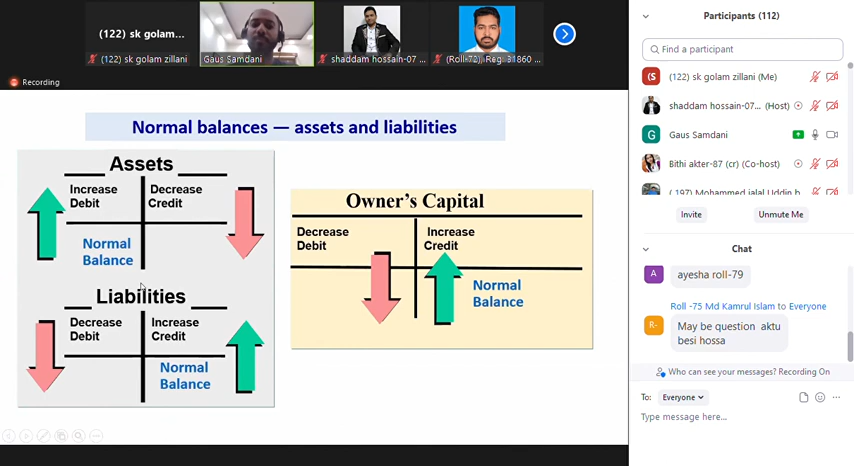 (122) sk golam...
(122) sk golam zillani
Gaus Samdani
shaddam hossain-07 ...
(Roll-72), Reg: 31860 ...
Recording
Normal balances — assets and liabilities
Assets
Increase Debit
Decrease Credit
Normal Balance
Liabilities
Decrease Debit
Increase Credit
Normal Balance
Owner's Capital
Decrease Debit
Increase Credit
Normal Balance
Participants (112)
Find a participant
(S
(122) sk golam zillani (Me)
shaddam hossain-07... (Host)
G
Gaus Samdani
Bithi akter-87 (cr) (Co-host)
( 197) Mohammed jalal Uddin h
Invite
Unmute Me
Chat
A
ayesha roll-79
Roll -75 Md Kamrul Islam to Everyone
R-
May be question aktu
besi hossa
Who can see your messages? Recording On
To: Everyone
Type message here...